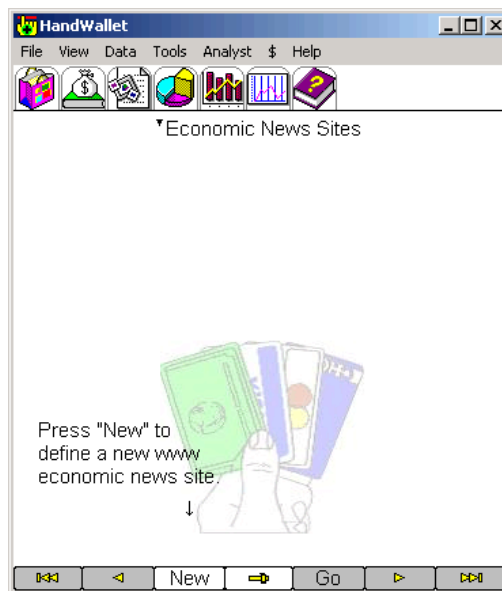 HandWallet
File View Data Tools Analyst $ Help
Economic News Sites
Press "New" to
define a new www
economic news site.
New Go